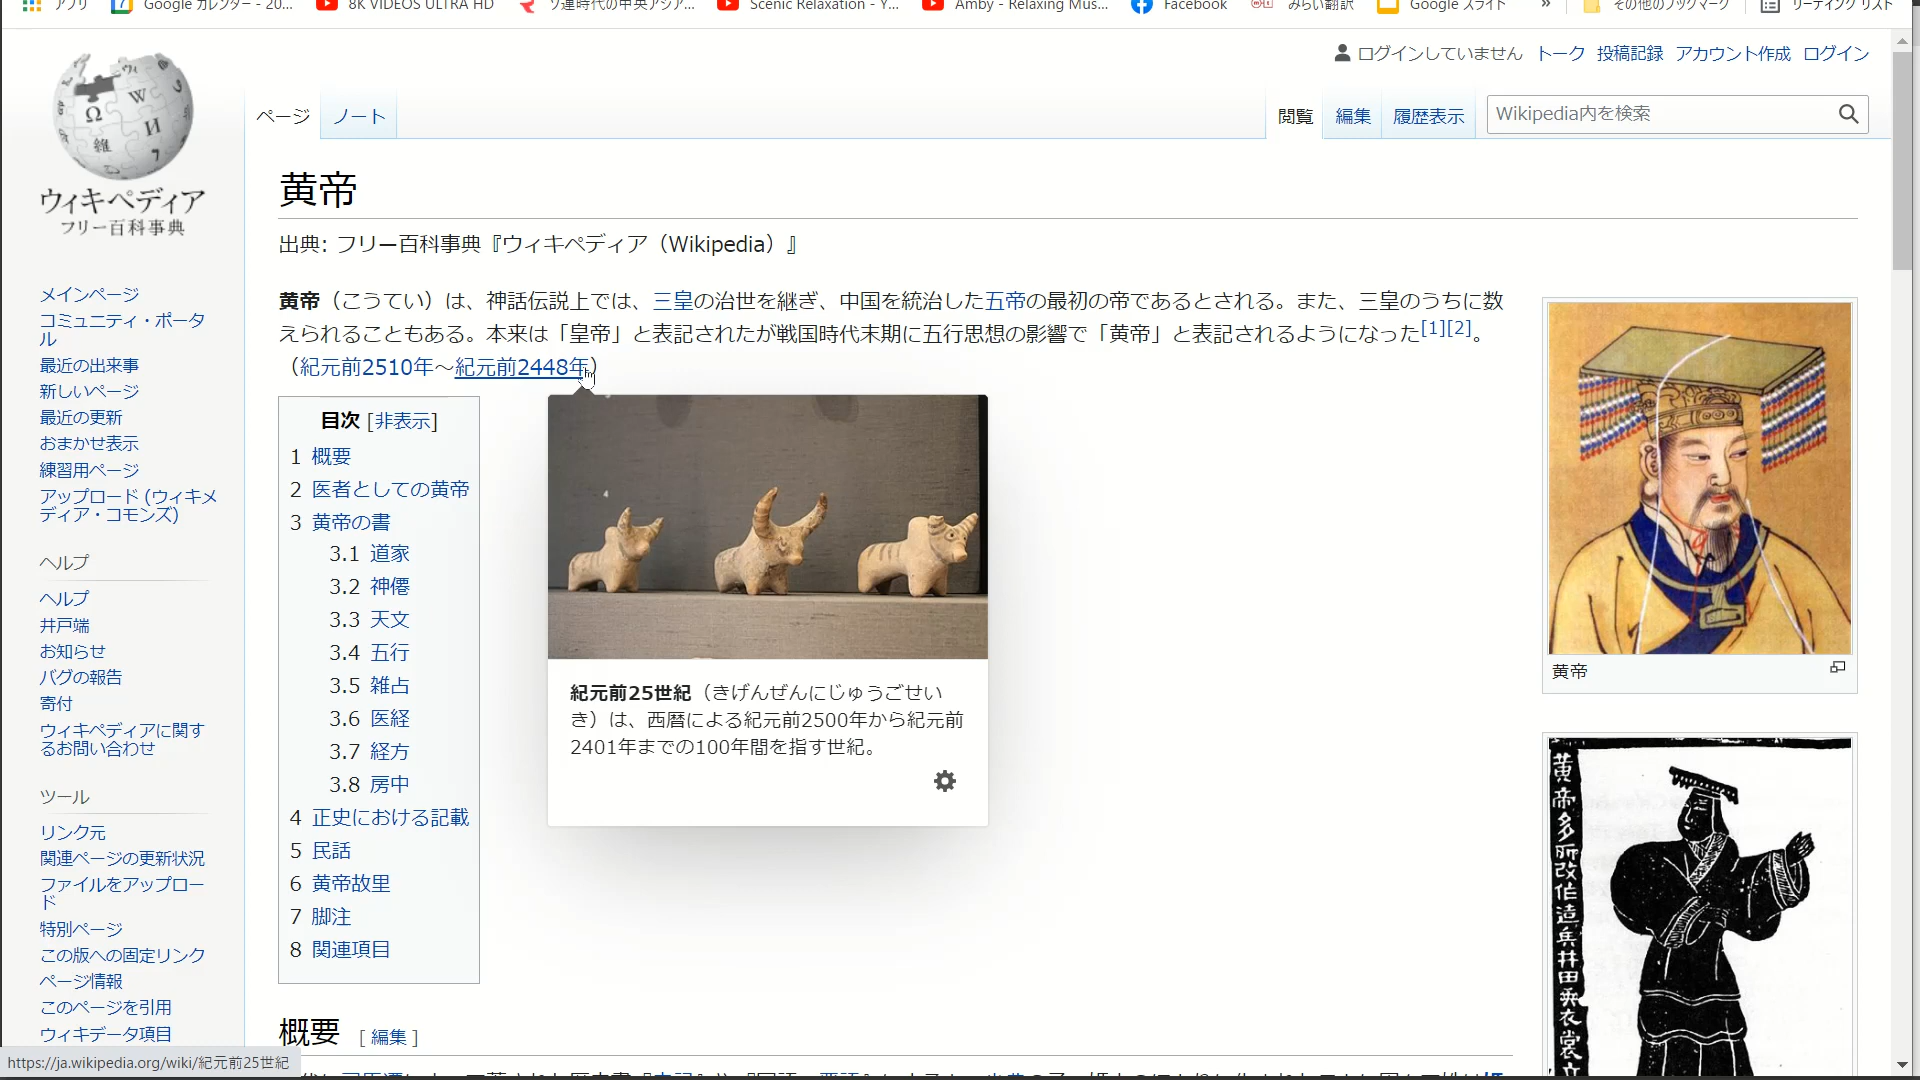 アプリ
Google カレンダー - 20...
8K VIDEOS ULTRA HD
ソ連時代の中央アジア...
Scenic Relaxation - Y...
Amby - Relaxing Mus...
Facebook
みらい翻訳
Google スライド
»
その他のブックマーク
リーディング リスト
ログインしていません トーク 投稿記録 アカウント作成 ログイン
ウィキペディア
フリー百科事典
ページ
ノート
閲覧
編集
履歴表示
Wikipedia内を検索
黄帝
出典: フリー百科事典『ウィキペディア（Wikipedia）』
黄帝（こうてい）は、神話伝説上では、三皇の治世を継ぎ、中国を統治した五帝の最初の帝であるとされる。また、三皇のうちに数
えられることもある。本来は「皇帝」と表記されたが戦国時代末期に五行思想の影響で「黄帝」と表記されるようになった[1][2]。
（紀元前2510年〜紀元前2448年）
目次 [非表示]
1 概要
2 医者としての黄帝
3 黄帝の書
3.1 道家
3.2 神僊
3.3 天文
3.4 五行
3.5 雑占
3.6 医経
3.7 経方
3.8 房中
4 正史における記載
5 民話
6 黄帝故里
7 脚注
8 関連項目
紀元前25世紀（きげんぜんにじゅうごせい
き）は、西暦による紀元前2500年から紀元前
2401年までの100年間を指す世紀。
黄帝
黄帝多所改作造兵井田垂衣裳立
概要 [ 編集 ]
メインページ
コミュニティ・ポータ
ル
最近の出来事
新しいページ
最近の更新
おまかせ表示
練習用ページ
アップロード (ウィキメ
ディア・コモンズ)
ヘルプ
ヘルプ
井戸端
お知らせ
バグの報告
寄付
ウィキペディアに関す
るお問い合わせ
ツール
リンク元
関連ページの更新状況
ファイルをアップロー
ド
特別ページ
この版への固定リンク
ページ情報
このページを引用
ウィキデータ項目
https://ja.wikipedia.org/wiki/紀元前25世紀